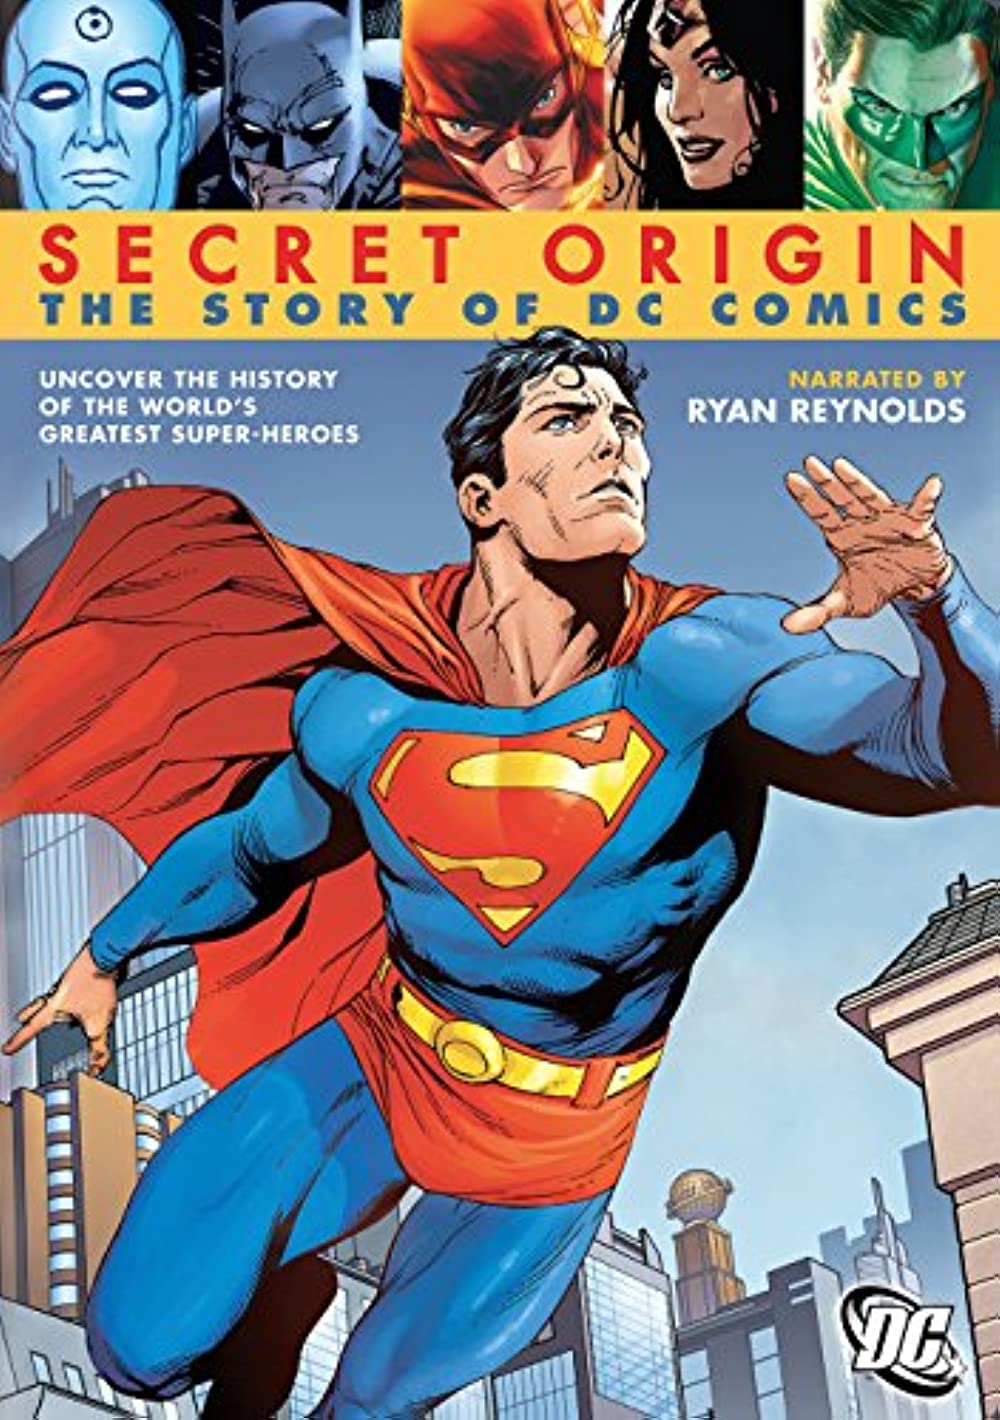 SECRET ORIGIN
THE STORY OF DC COMICS
UNCOVER THE HISTORY
OF THE WORLD'S
GREATEST SUPER-HEROES
NARRATED BY
RYAN REYNOLDS
S
DC